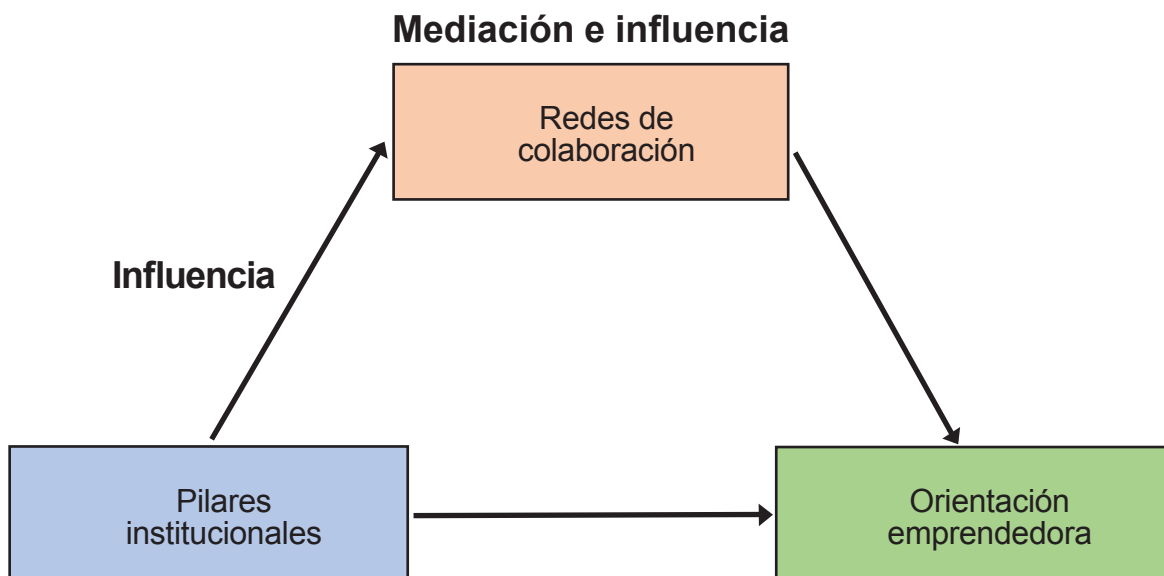 Mediación e influencia
Redes de
colaboración
Influencia
Pilares
institucionales
Orientación
emprendedora